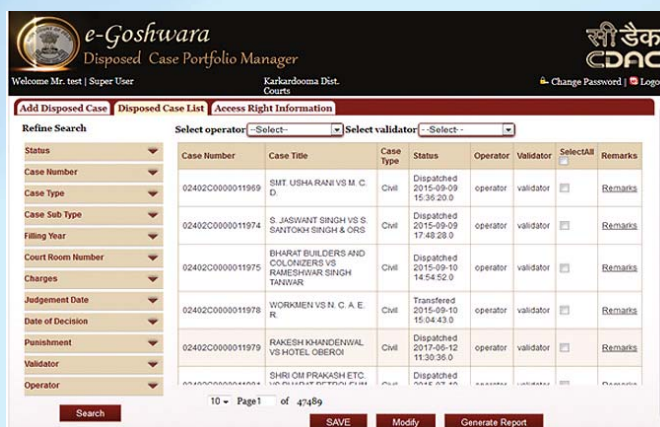 e-Goshwara
Disposed Case Portfolio Manager
सी डैक
CDAC
Welcome Mr. test | Super User
Karkardooma Dist.
Courts
Change Password | Logo
Add Disposed Case Disposed Case List Access Right Information
Refine Search
Select operator --Select-- Select validator --Select--
Status
Case Number
Case Type
Case Sub Type
Filling Year
Court Room Number
Charges
Judgement Date
Date of Decision
Punishment
Validator
Operator
Search
Case Number Case Title Case Type Status Operator Validator SelectAll Remarks
02402C0000011969 SMT. USHA RANI VS M. C. D. Civil Dispatched 2015-09-09 15:36:20.0 operator validator Remarks
02402C0000011974 S. JASWANT SINGH VS S. SANTOKH SINGH & ORS Civil Dispatched 2015-09-09 17:48:28.0 operator validator Remarks
02402C0000011975 BHARAT BUILDERS AND COLONIZERS VS RAMESHWAR SINGH TANWAR Civil Dispatched 2015-09-10 14:54:52.0 operator validator Remarks
02402C0000011978 WORKMEN VS N. C. A. E. R. Civil Transfered 2015-09-10 15:04:43.0 operator validator Remarks
02402C0000011979 RAKESH KHANDENWAL VS HOTEL OBEROI Civil Dispatched 2017-06-12 11:30:36.0 operator validator Remarks
SHRI OM PRAKASH ETC. Dispatched
10 Page1 of 47489
SAVE Modify Generate Report